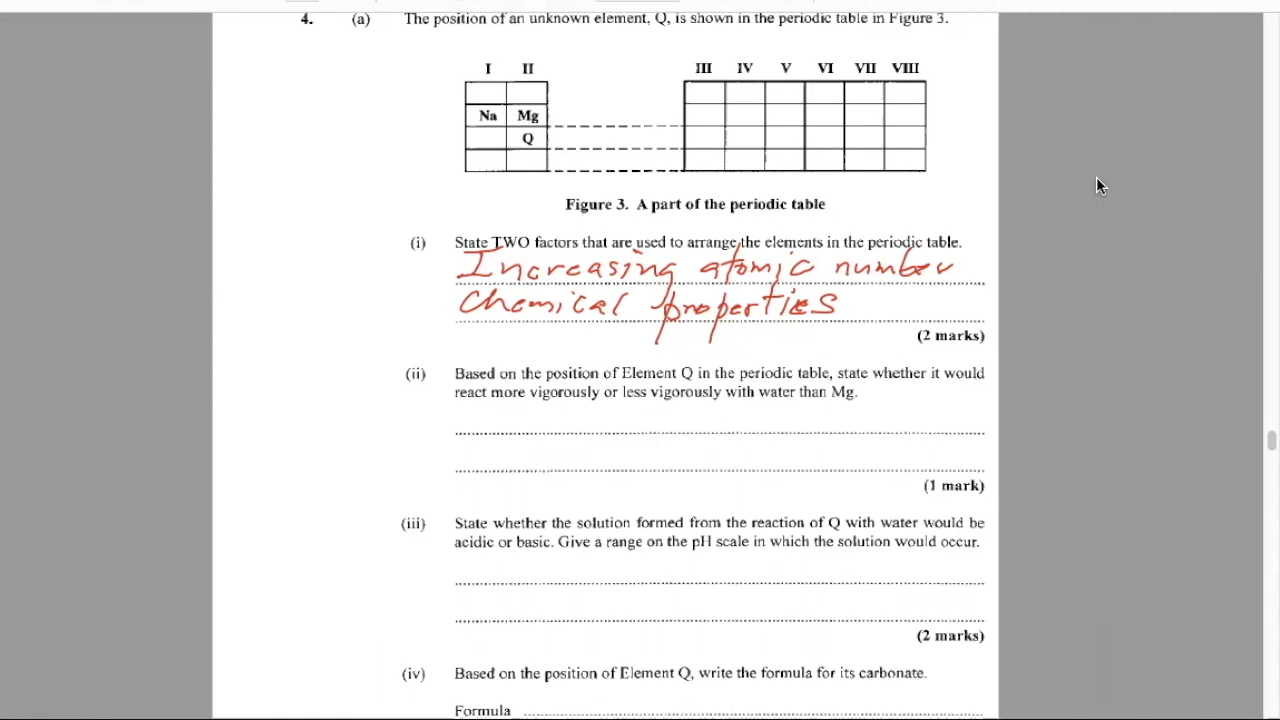 4. (a) The position of an unknown element, Q, is shown in the periodic table in Figure 3.
I II III IV V VI VII VIII
Na Mg
Q
Figure 3. A part of the periodic table
(i) State TWO factors that are used to arrange the elements in the periodic table.
Increasing atomic number
Chemical properties
(2 marks)
(ii) Based on the position of Element Q in the periodic table, state whether it would
react more vigorously or less vigorously with water than Mg.
(1 mark)
(iii) State whether the solution formed from the reaction of Q with water would be
acidic or basic. Give a range on the pH scale in which the solution would occur.
(2 marks)
(iv) Based on the position of Element Q, write the formula for its carbonate.
Formula